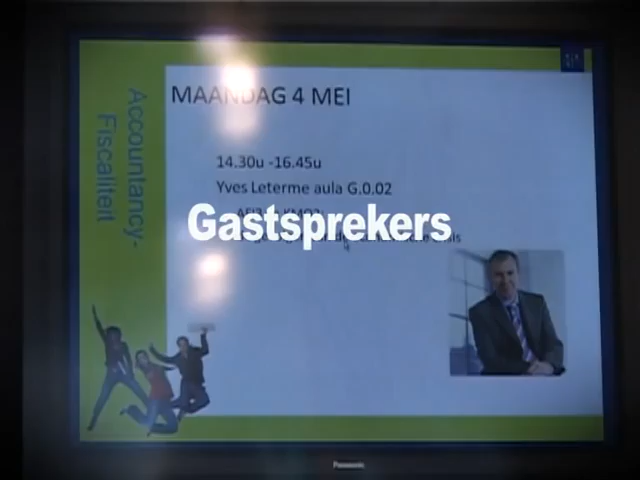 Accountancy-
Fiscaliteit
MAANDAG 4 MEI
14.30u -16.45u
Yves Leterme aula G.0.02
Gastsprekers
Panasonic